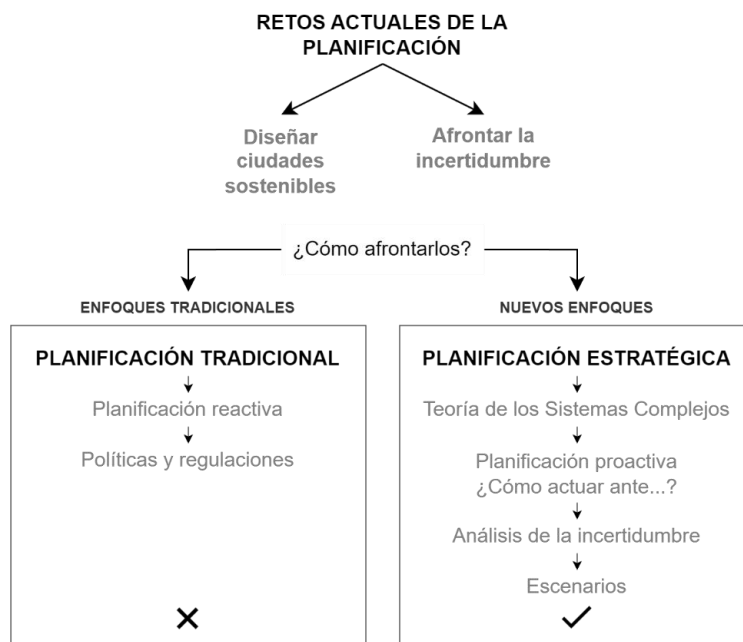 RETOS ACTUALES DE LA
PLANIFICACIÓN
Diseñar
ciudades
sostenibles
Afrontar la
incertidumbre
¿Cómo afrontarlos?
ENFOQUES TRADICIONALES
PLANIFICACIÓN TRADICIONAL
Planificación reactiva
Políticas y regulaciones
NUEVOS ENFOQUES
PLANIFICACIÓN ESTRATÉGICA
Teoría de los Sistemas Complejos
Planificación proactiva
¿Cómo actuar ante...?
Análisis de la incertidumbre
Escenarios